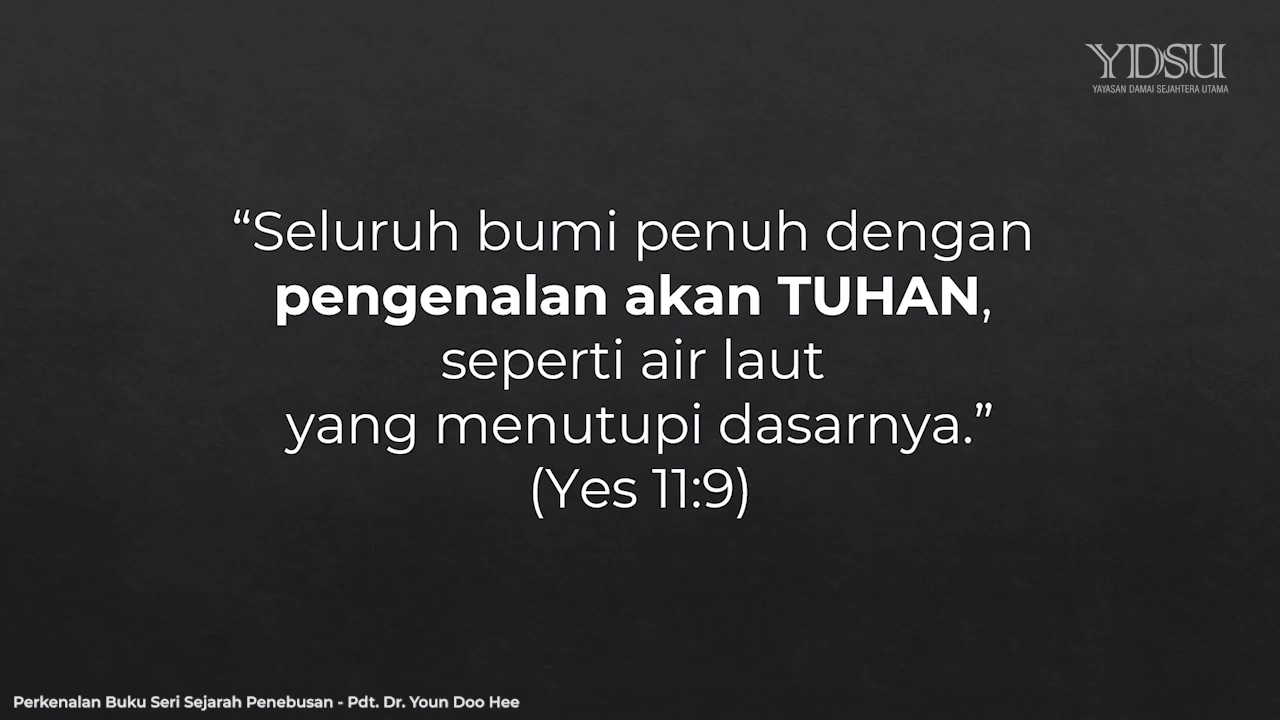 YDSU
YAYASAN DAMAI SEJAHTERA UTAMA
“Seluruh bumi penuh dengan
pengenalan akan TUHAN,
seperti air laut
yang menutupi dasarnya.”
(Yes 11:9)
Perkenalan Buku Seri Sejarah Penebusan - Pdt. Dr. Youn Doo Hee